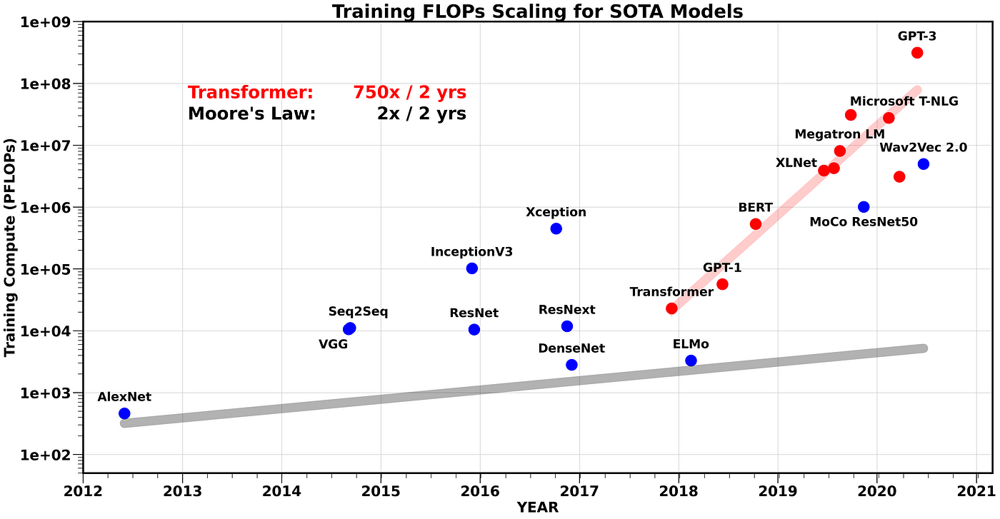 Training FLOPs Scaling for SOTA Models
1e+09
1e+08
1e+07
1e+06
1e+05
1e+04
1e+03
1e+02
Training Compute (PFLOPs)
Transformer: 750x / 2 yrs
Moore's Law: 2x / 2 yrs
GPT-3
Microsoft T-NLG
Megatron LM
Wav2Vec 2.0
XLNet
BERT
Xception
MoCo ResNet50
InceptionV3
GPT-1
Transformer
Seq2Seq
ResNet
ResNext
VGG
DenseNet
ELMo
AlexNet
2012 2013 2014 2015 2016 2017 2018 2019 2020 2021
YEAR